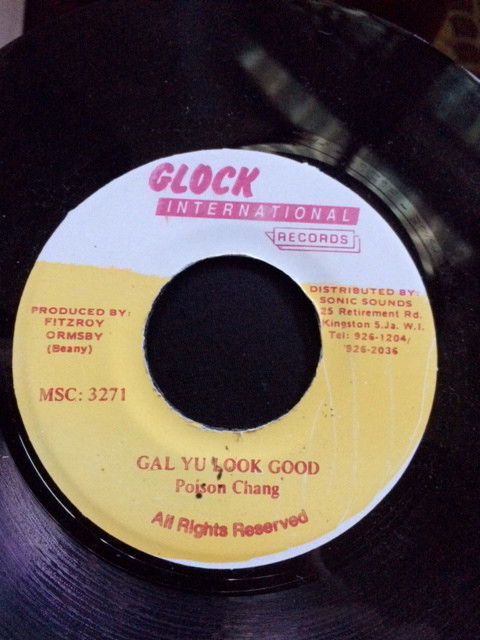 GLOCK
INTERNATIONAL
RECORDS
PRODUCED BY:
FITZROY
ORMSBY
(Beany)
MSC: 3271
DISTRIBUTED BY:
SONIC SOUNDS
25 Retirement Rd.
Kingston 5.Ja. W.I.
Tel: 926-1204/
926-2036
GAL YU LOOK GOOD
Poison Chang
All Rights Reserved